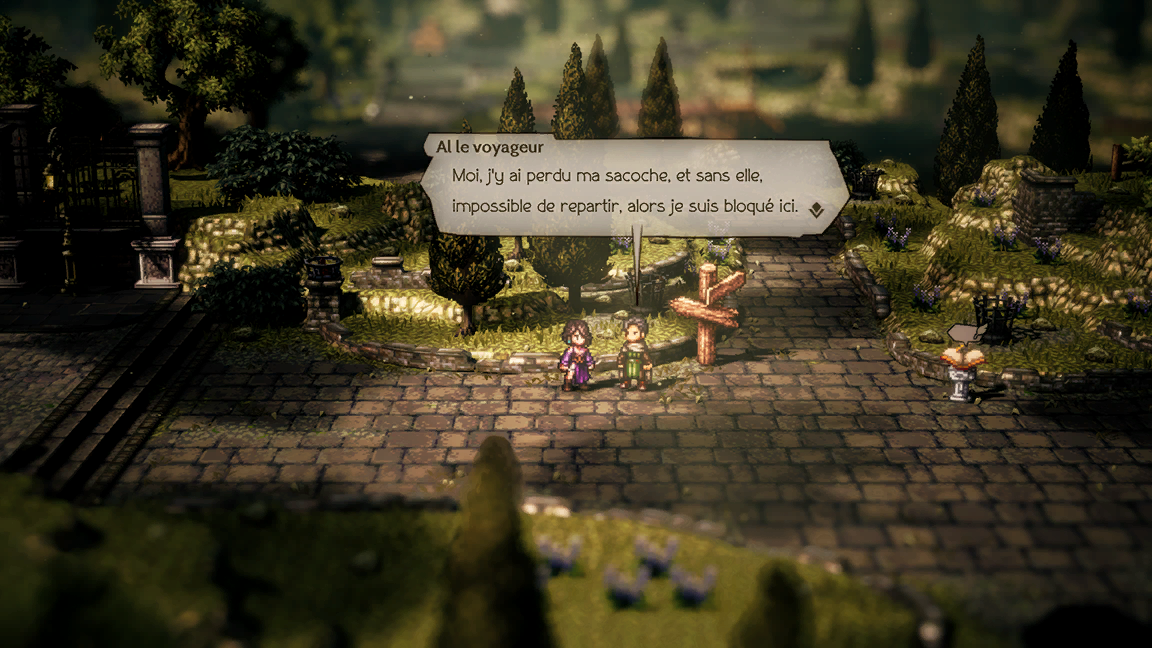 Al le voyageur
Moi, j'y ai perdu ma sacoche, et sans elle,
impossible de repartir, alors je suis bloqué ici.